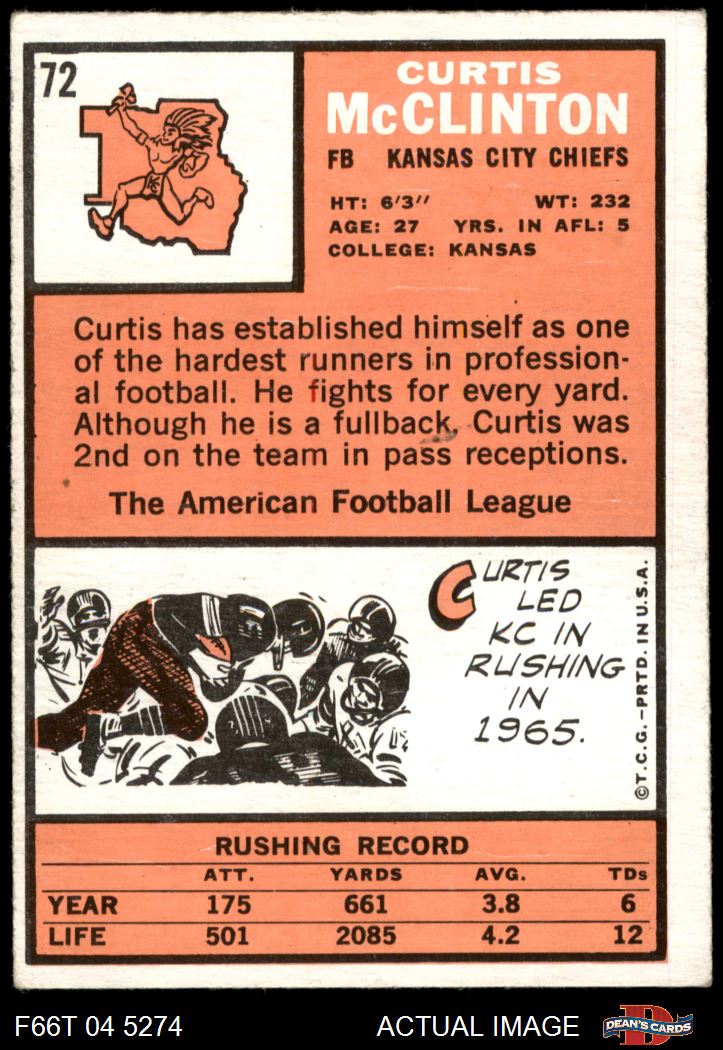 72
CURTIS
McCLINTON
FB KANSAS CITY CHIEFS
HT: 6'3" WT: 232
AGE: 27 YRS. IN AFL: 5
COLLEGE: KANSAS
KC
Curtis has established himself as one
of the hardest runners in profession-
al football. He fights for every yard.
Although he is a fullback, Curtis was
2nd on the team in pass receptions.
The American Football League
CURTIS
LED
KC IN
RUSHING
IN
1965.
©T.C.G.–PRTD. IN U.S.A.
RUSHING RECORD
ATT. YARDS AVG. TDs
YEAR 175 661 3.8 6
LIFE 501 2085 4.2 12
F66T 04 5274 ACTUAL IMAGE D DEAN'S CARDS